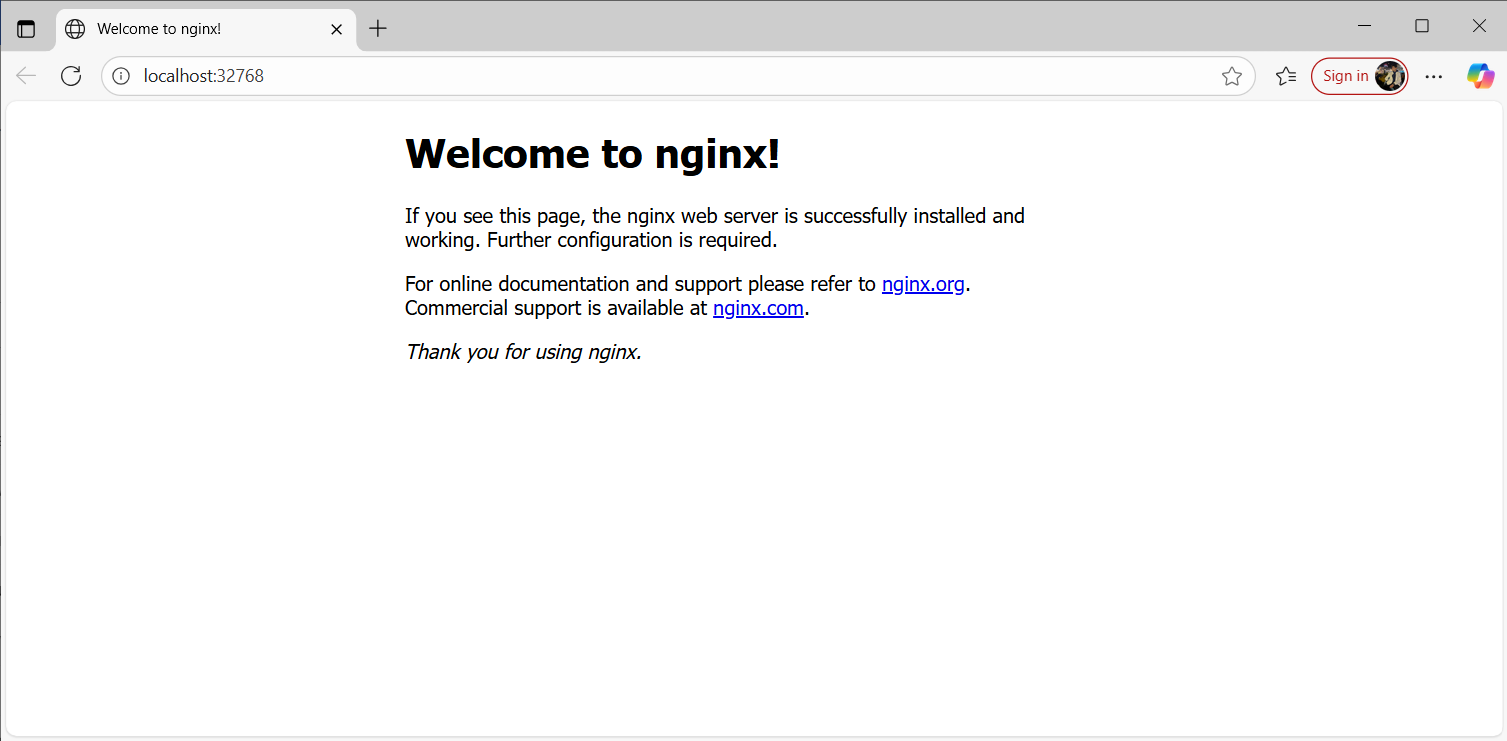 Welcome to nginx!
localhost:32768
Sign in
Welcome to nginx!
If you see this page, the nginx web server is successfully installed and
working. Further configuration is required.
For online documentation and support please refer to nginx.org.
Commercial support is available at nginx.com.
Thank you for using nginx.